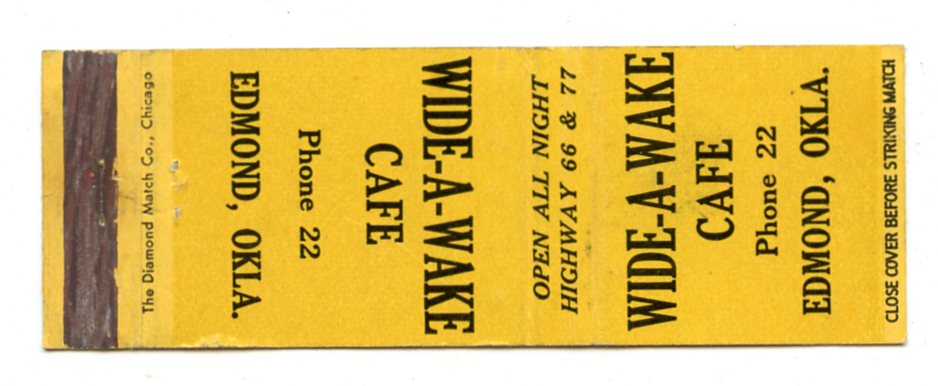 The Diamond Match Co., Chicago
EDMOND, OKLA.
Phone 22
CAFE
WIDE-A-WAKE
OPEN ALL NIGHT
HIGHWAY 66 & 77
WIDE-A-WAKE
CAFE
Phone 22
EDMOND, OKLA.
CLOSE COVER BEFORE STRIKING MATCH